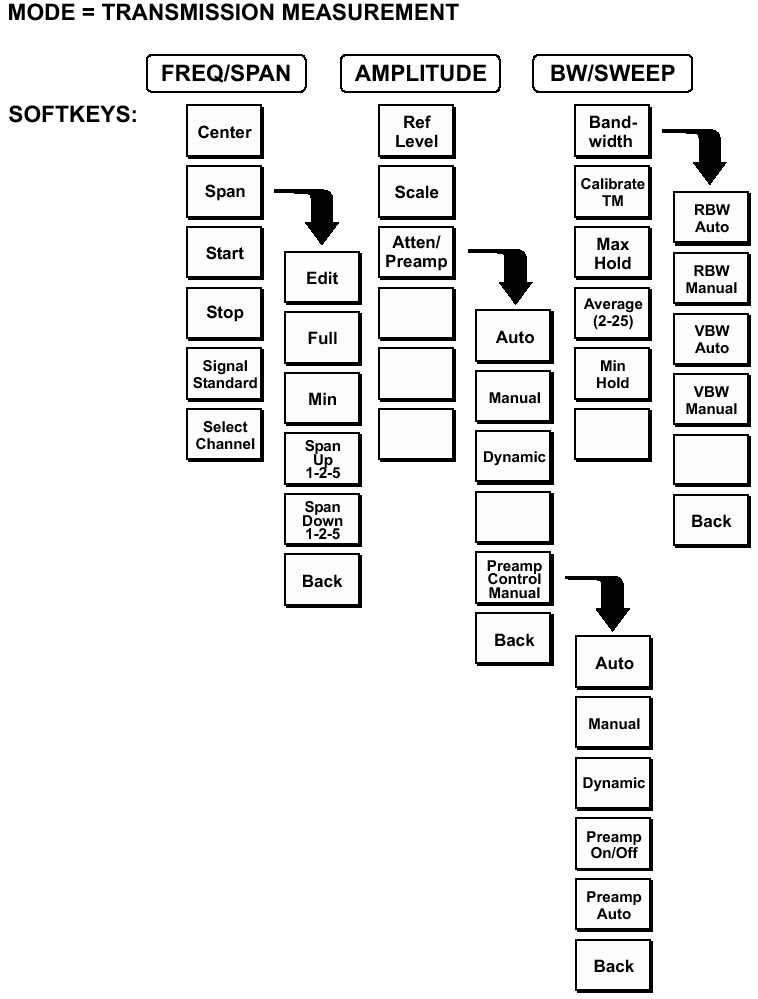 MODE = TRANSMISSION MEASUREMENT
FREQ/SPAN
AMPLITUDE
BW/SWEEP
SOFTKEYS:
Center
Span
Start
Stop
Signal
Standard
Select
Channel
Edit
Full
Min
Span
Up
1-2-5
Span
Down
1-2-5
Back
Ref
Level
Scale
Atten/
Preamp
Auto
Manual
Dynamic
Preamp
Control
Manual
Back
Auto
Manual
Dynamic
Preamp
On/Off
Preamp
Auto
Back
Band-
width
Calibrate
TM
Max
Hold
Average
(2-25)
Min
Hold
RBW
Auto
RBW
Manual
VBW
Auto
VBW
Manual
Back